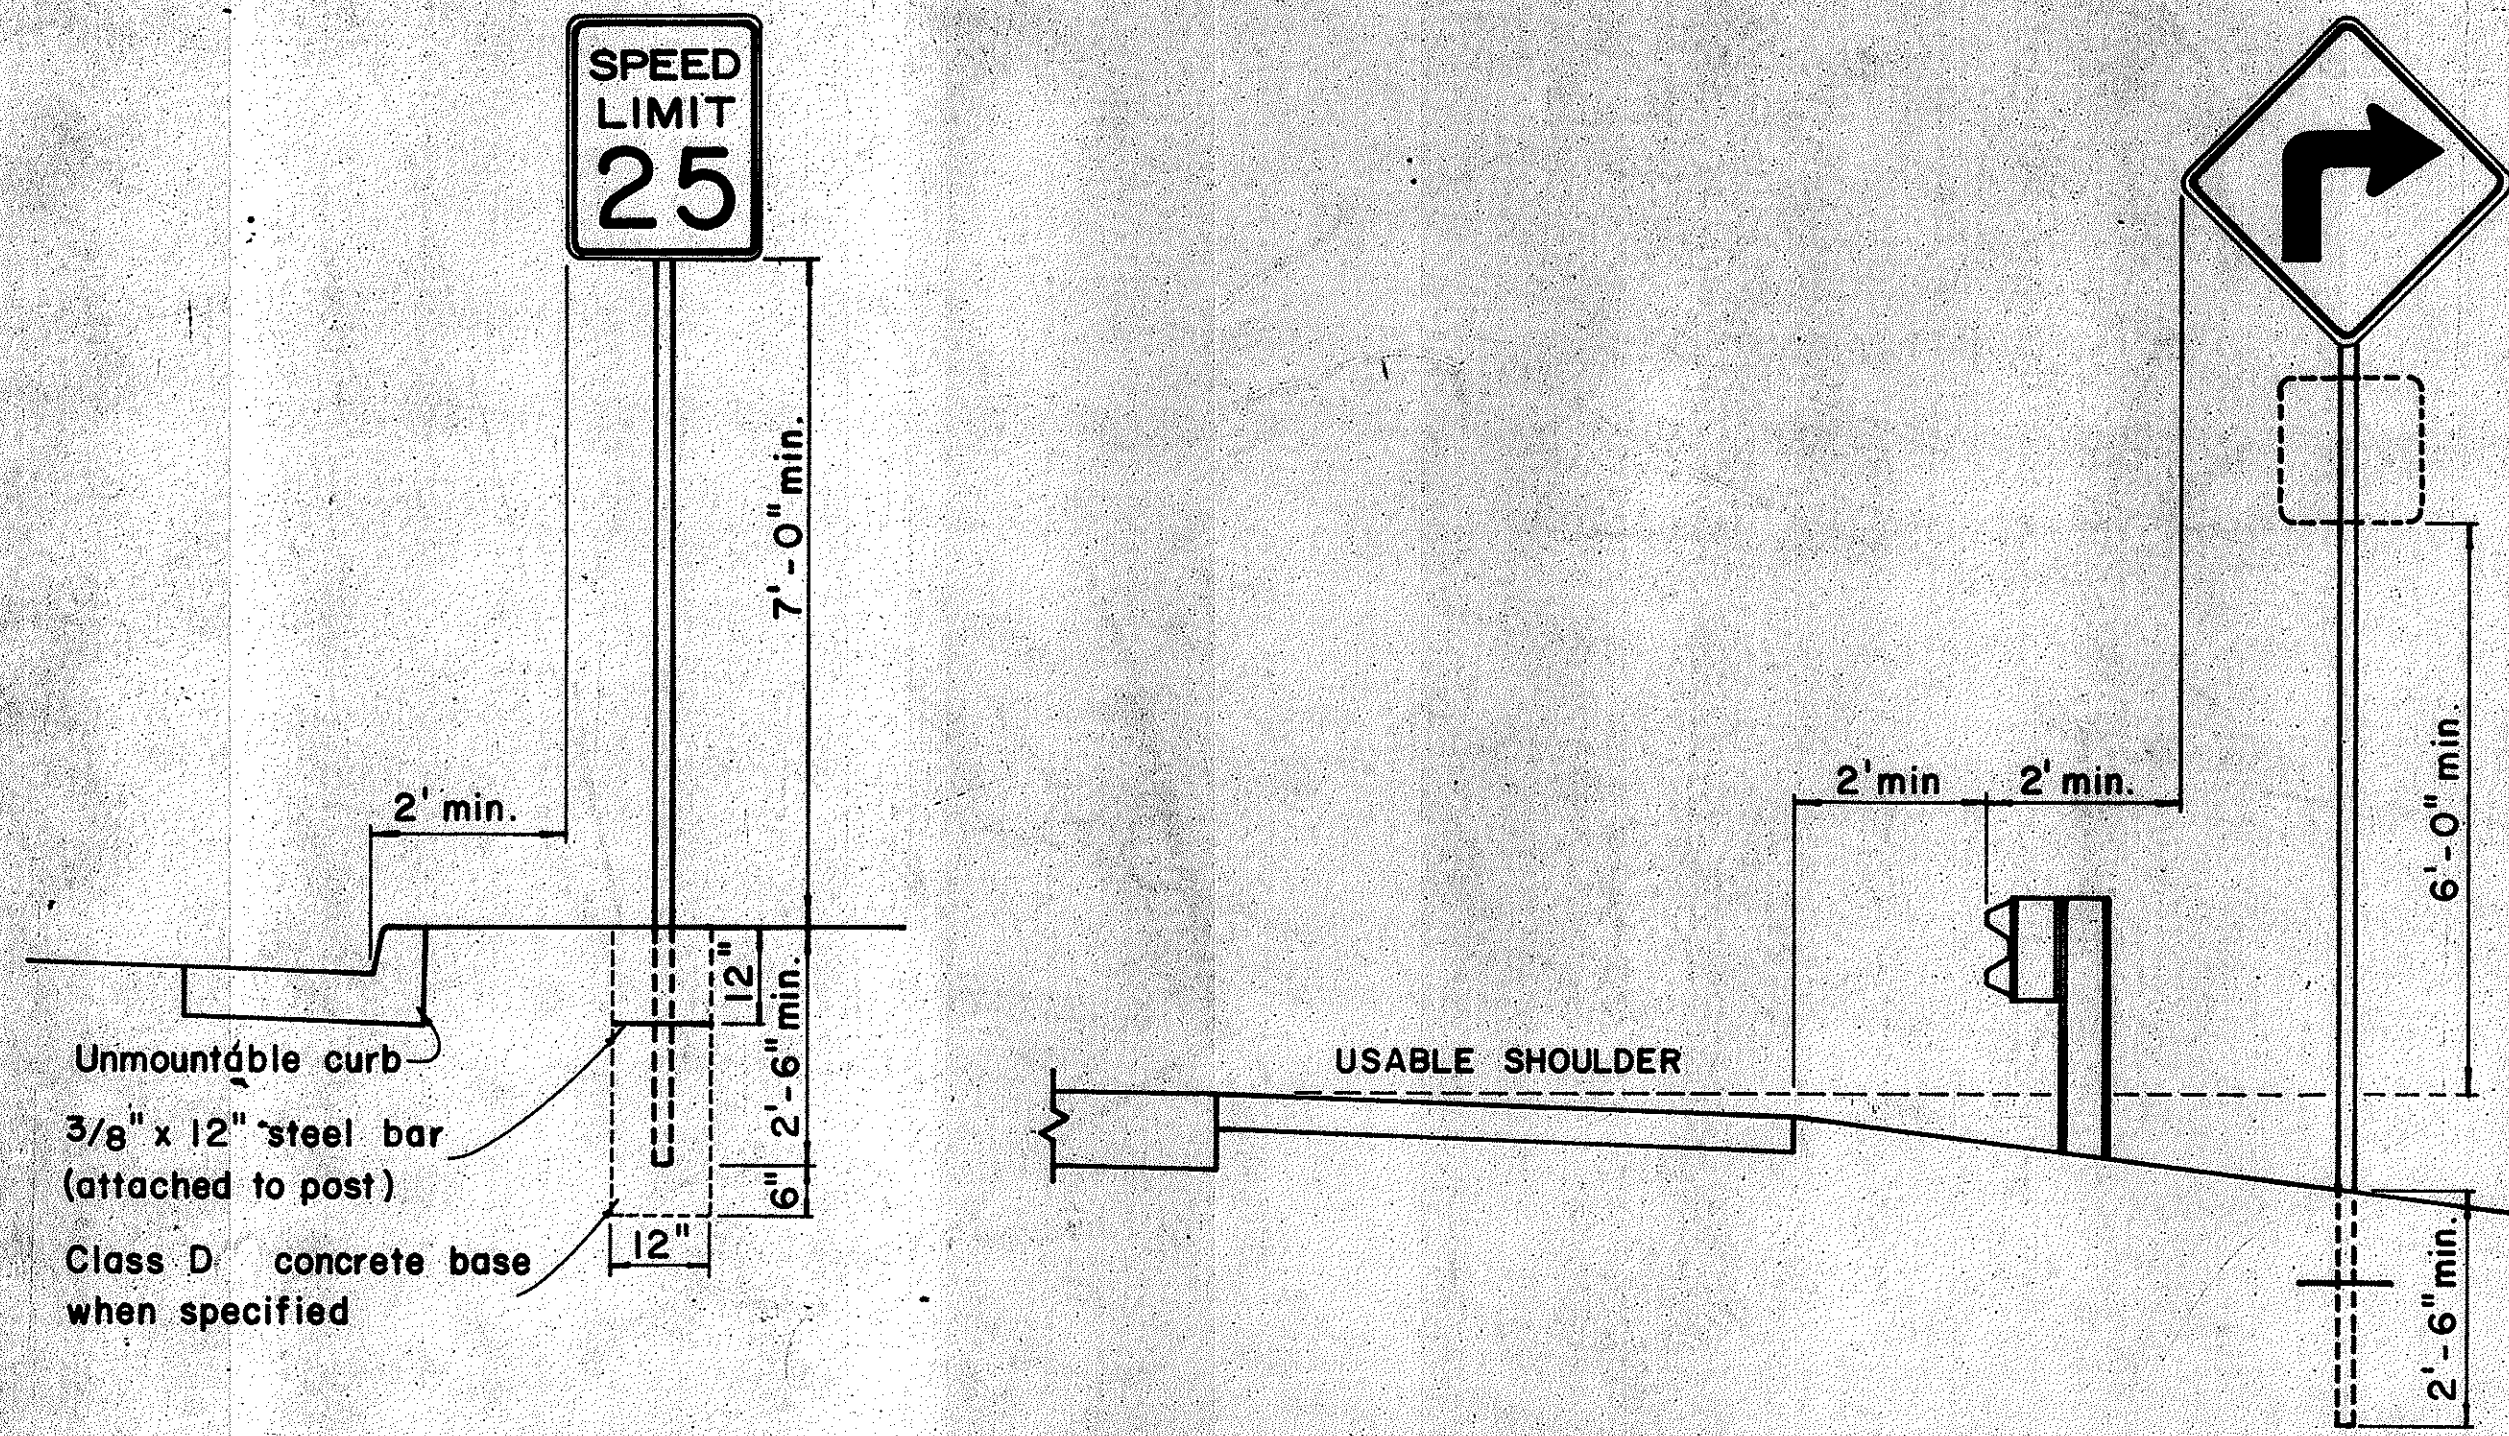 SPEED
LIMIT
25
7'-0" min.
2' min.
12"
2'-6" min.
6"
12"
Unmountable curb
3/8" x 12" steel bar
(attached to post)
Class D concrete base
when specified
2' min
2' min.
6'-0" min.
USABLE SHOULDER
2'-6" min.